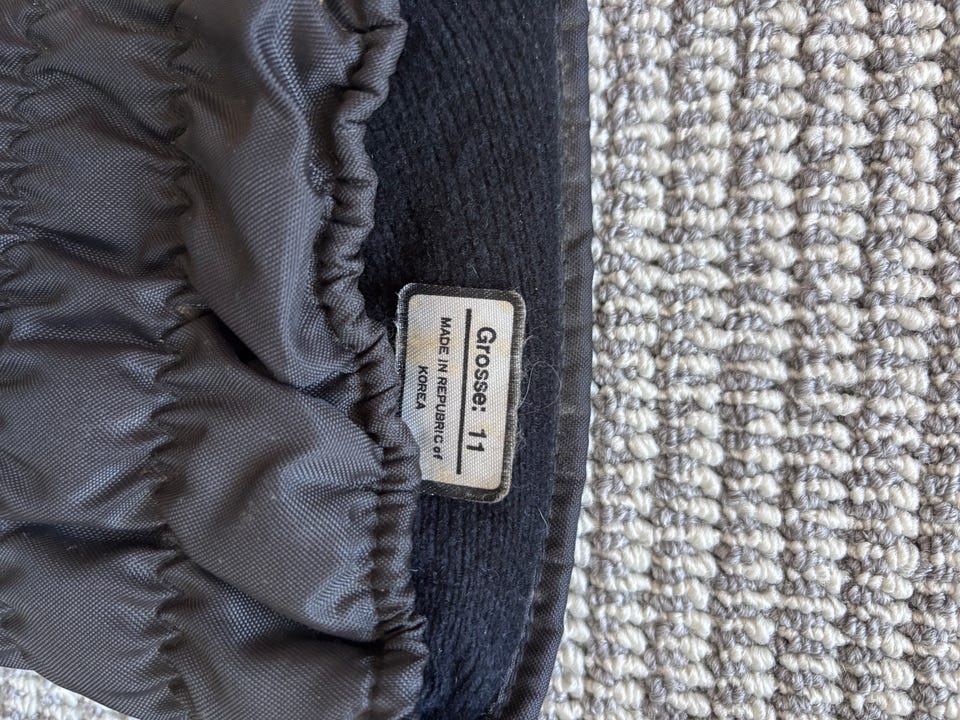 Grosse: 11
MADE IN REPUBRIC of
KOREA